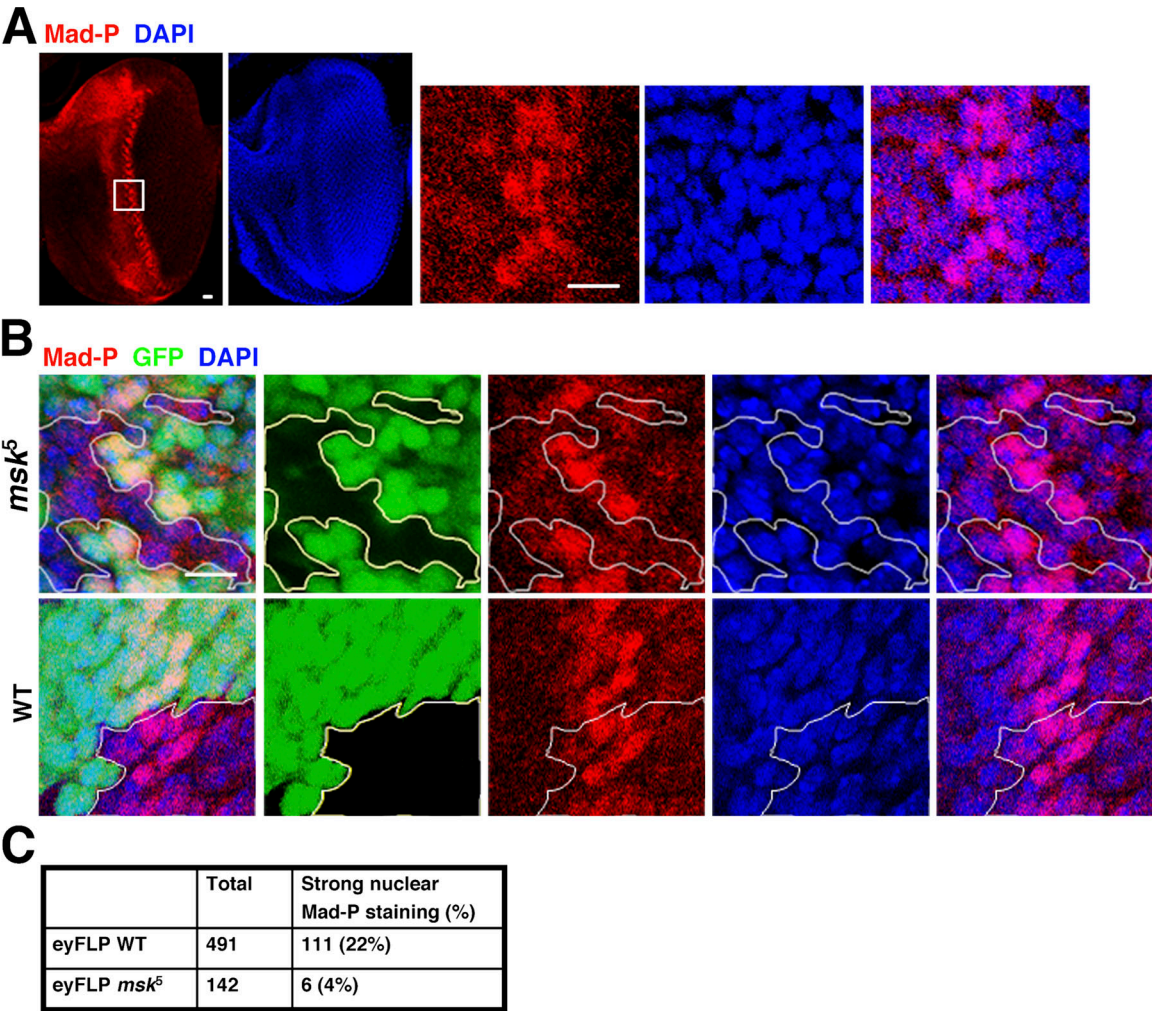 A
Mad-P DAPI
B
Mad-P GFP DAPI
msk⁵
WT
C
Total
Strong nuclear
Mad-P staining (%)
eyFLP WT
491
111 (22%)
eyFLP msk⁵
142
6 (4%)